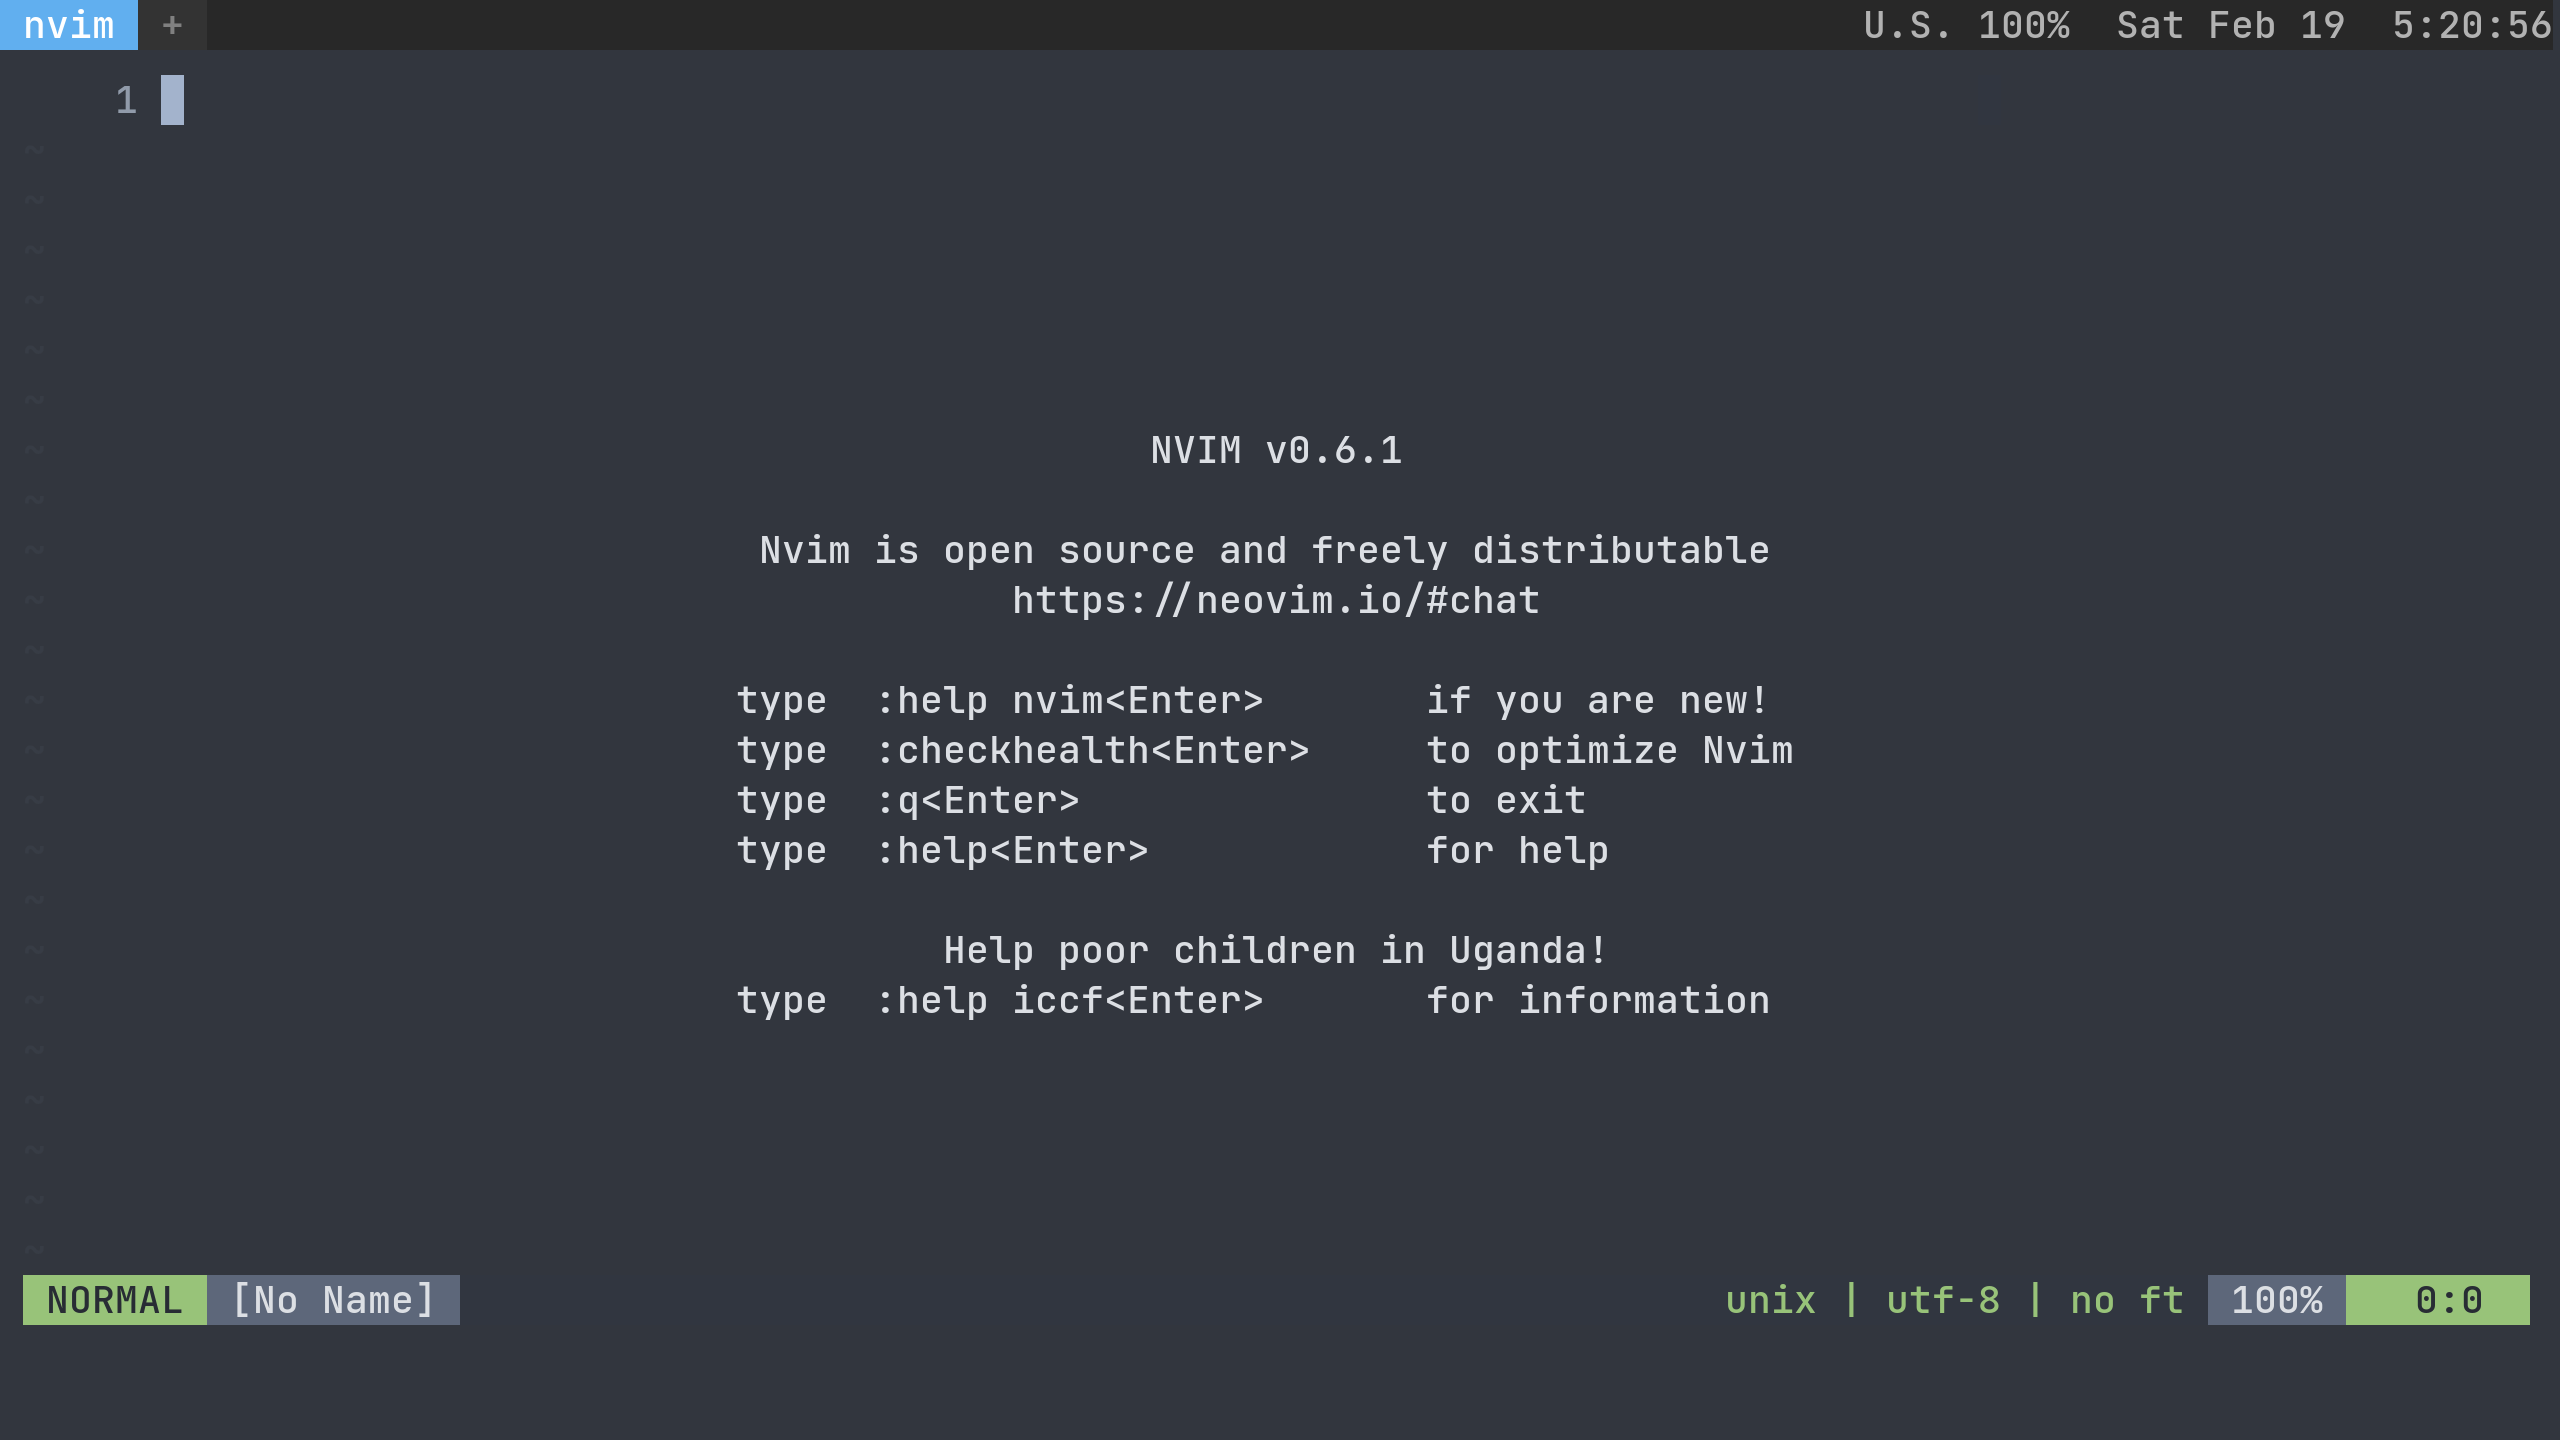 nvim + U.S. 100% Sat Feb 19 5:20:56
1
~
~
~
~
~
~
~ NVIM v0.6.1
~
~ Nvim is open source and freely distributable
~ https://neovim.io/#chat
~
~ type :help nvim<Enter> if you are new!
~ type :checkhealth<Enter> to optimize Nvim
~ type :q<Enter> to exit
~ type :help<Enter> for help
~
~ Help poor children in Uganda!
~ type :help iccf<Enter> for information
~
~
~
~
~
NORMAL [No Name] unix | utf-8 | no ft 100% 0:0